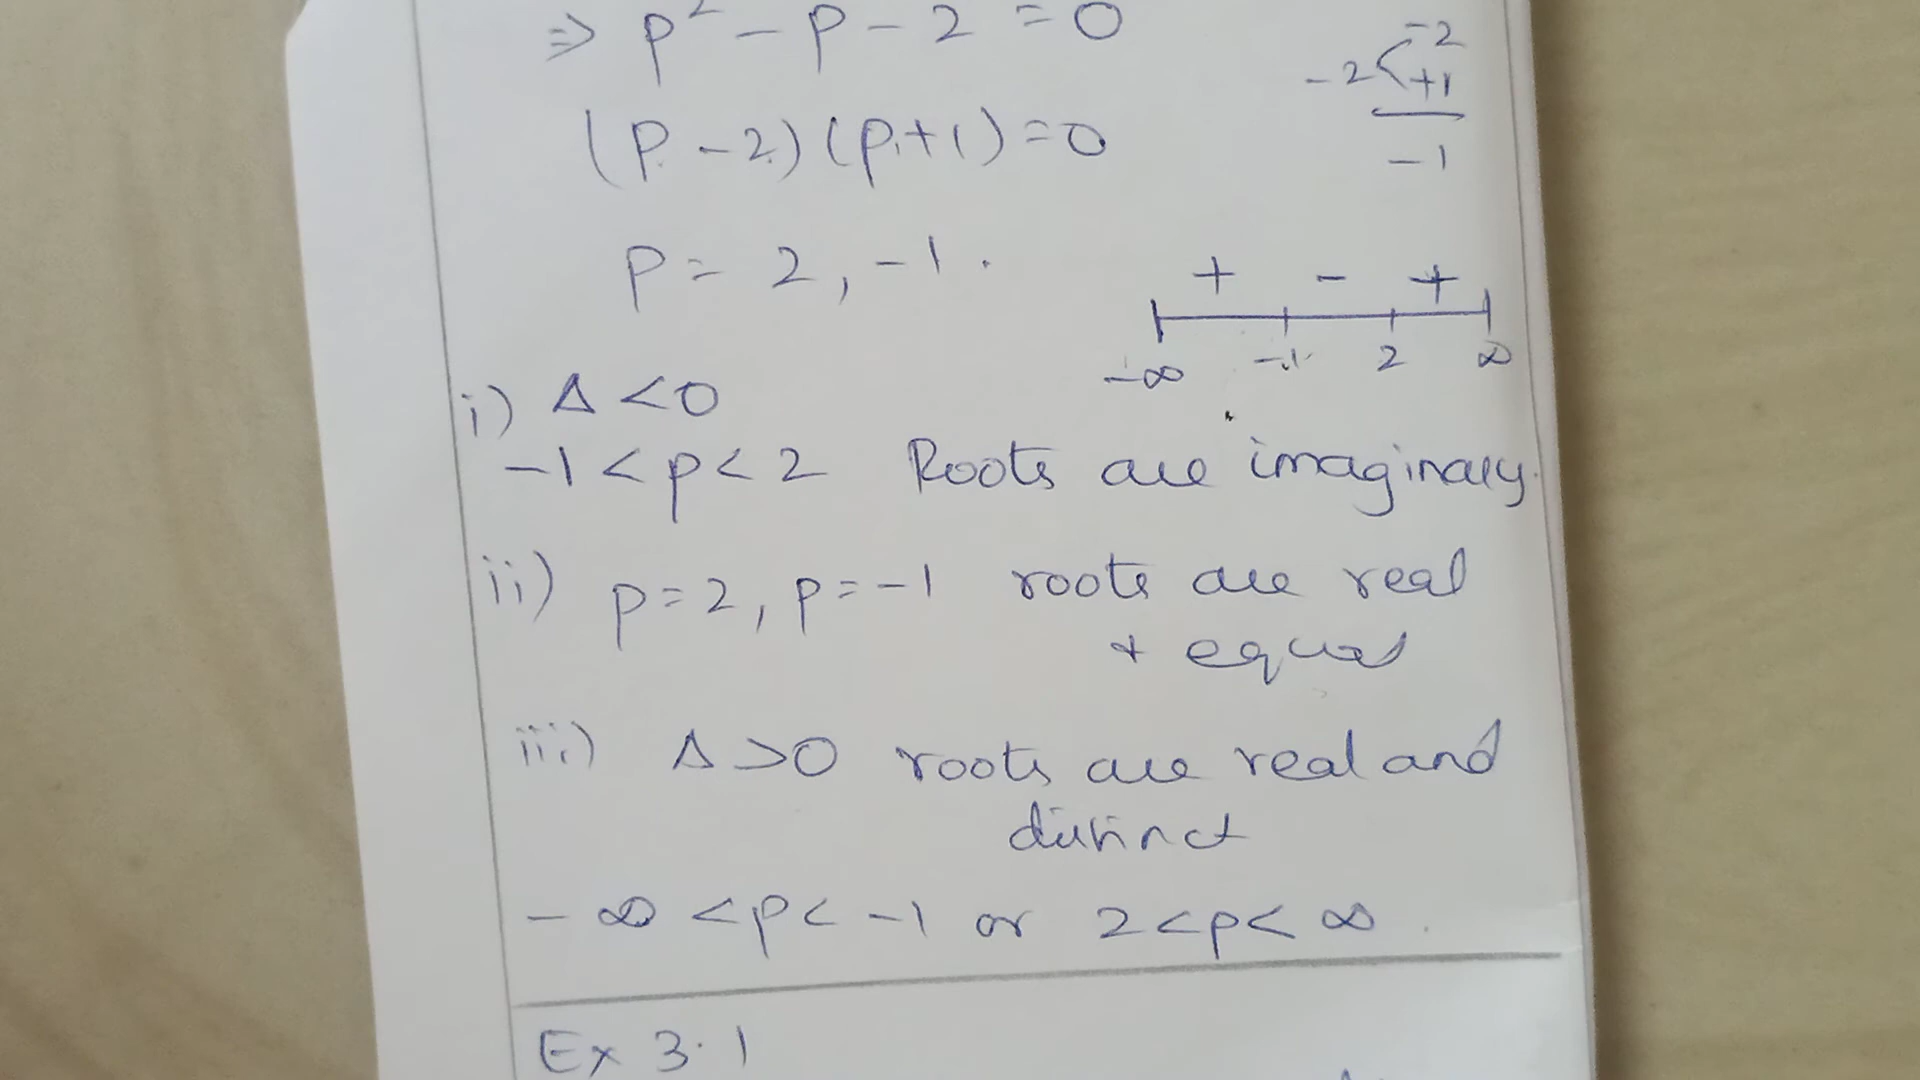 ⇒ p² - p - 2 = 0
-2 < -2
+1
-1
(p - 2)(p + 1) = 0
p = 2, -1.
+ - +
-∞ -1 2 ∞
i) Δ < 0
-1 < p < 2 Roots are imaginary.
ii) p = 2, p = -1 roots are real
+ equal
iii) Δ > 0 roots are real and
distinct
-∞ < p < -1 or 2 < p < ∞.
Ex 3.1